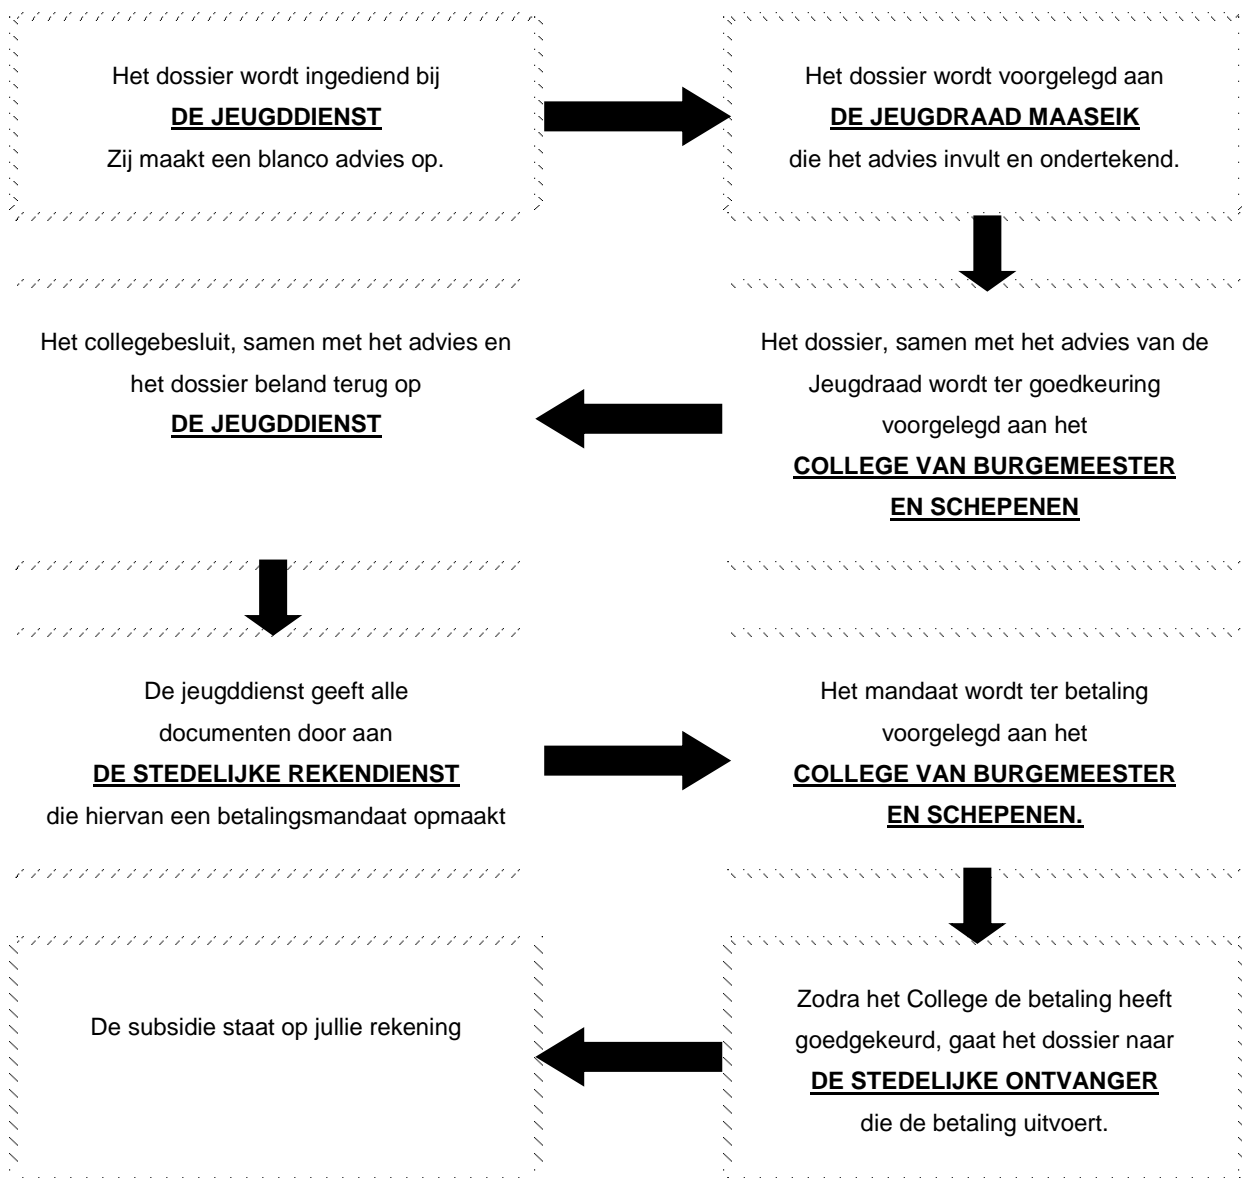 Het dossier wordt ingediend bij
DE JEUGDDIENST
Zij maakt een blanco advies op.
Het dossier wordt voorgelegd aan
DE JEUGDRAAD MAASEIK
die het advies invult en ondertekend.
Het dossier, samen met het advies van de
Jeugdraad wordt ter goedkeuring
voorgelegd aan het
COLLEGE VAN BURGEMEESTER
EN SCHEPENEN
Het collegebesluit, samen met het advies en
het dossier beland terug op
DE JEUGDDIENST
De jeugddienst geeft alle
documenten door aan
DE STEDELIJKE REKENDIENST
die hiervan een betalingsmandaat opmaakt
Het mandaat wordt ter betaling
voorgelegd aan het
COLLEGE VAN BURGEMEESTER
EN SCHEPENEN.
Zodra het College de betaling heeft
goedgekeurd, gaat het dossier naar
DE STEDELIJKE ONTVANGER
die de betaling uitvoert.
De subsidie staat op jullie rekening